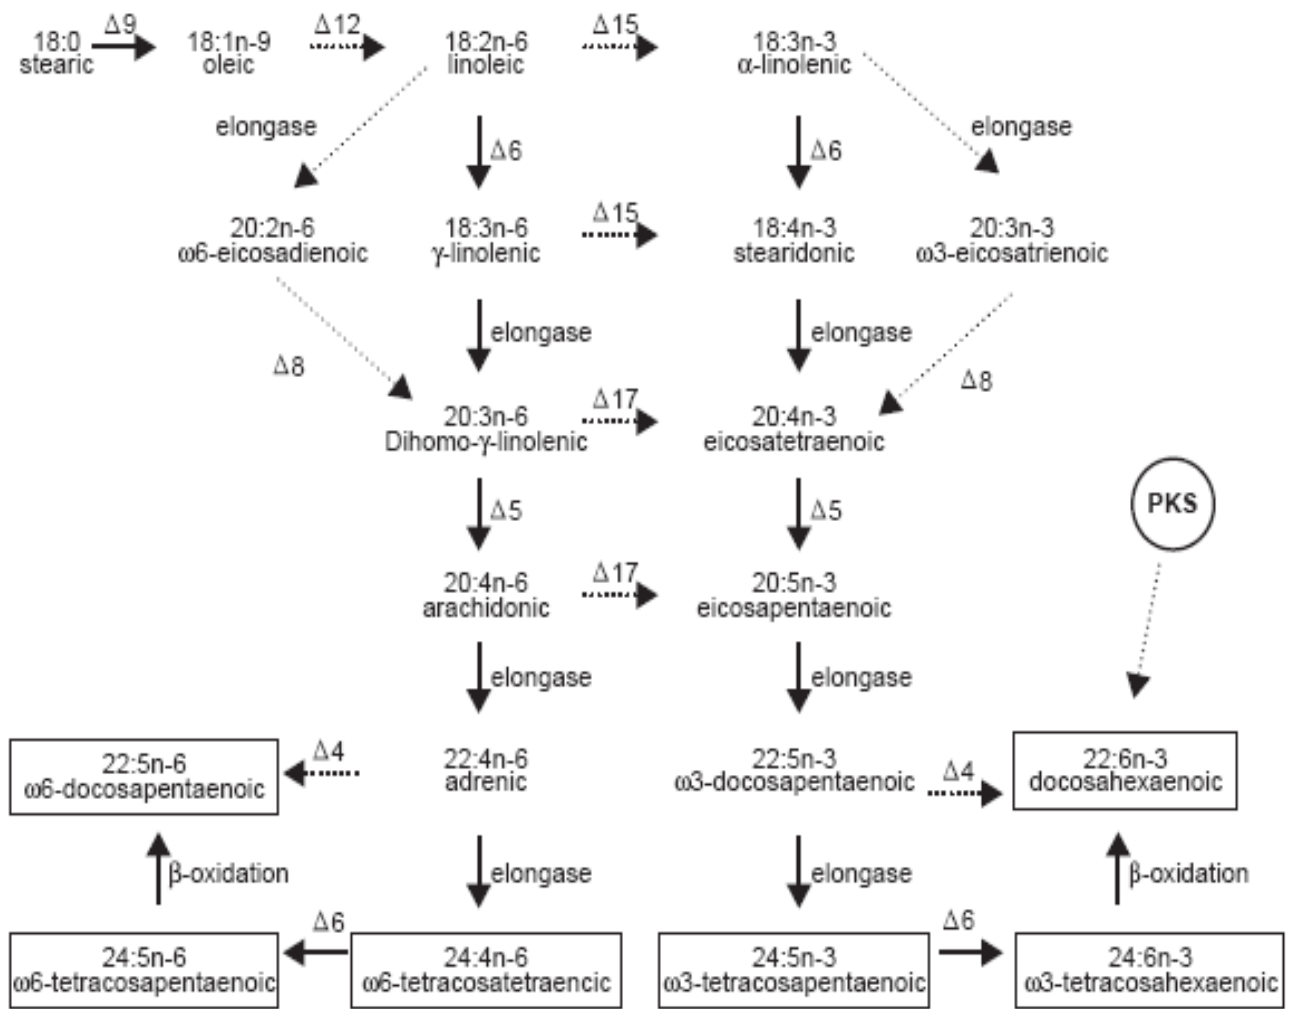 Δ9
Δ12
Δ15
18:0
stearic
18:1n-9
oleic
18:2n-6
linoleic
18:3n-3
α-linolenic
elongase
Δ6
Δ6
elongase
20:2n-6
ω6-eicosadienoic
18:3n-6
γ-linolenic
Δ15
18:4n-3
stearidonic
20:3n-3
ω3-eicosatrienoic
elongase
elongase
Δ8
Δ8
20:3n-6
Dihomo-γ-linolenic
Δ17
20:4n-3
eicosatetraenoic
Δ5
Δ5
PKS
20:4n-6
arachidonic
Δ17
20:5n-3
eicosapentaenoic
elongase
elongase
22:5n-6
ω6-docosapentaenoic
Δ4
22:4n-6
adrenic
22:5n-3
ω3-docosapentaenoic
Δ4
22:6n-3
docosahexaenoic
β-oxidation
elongase
elongase
β-oxidation
24:5n-6
ω6-tetracosapentaenoic
Δ6
24:4n-6
ω6-tetracosatetraencic
24:5n-3
ω3-tetracosapentaenoic
Δ6
24:6n-3
ω3-tetracosahexaenoic